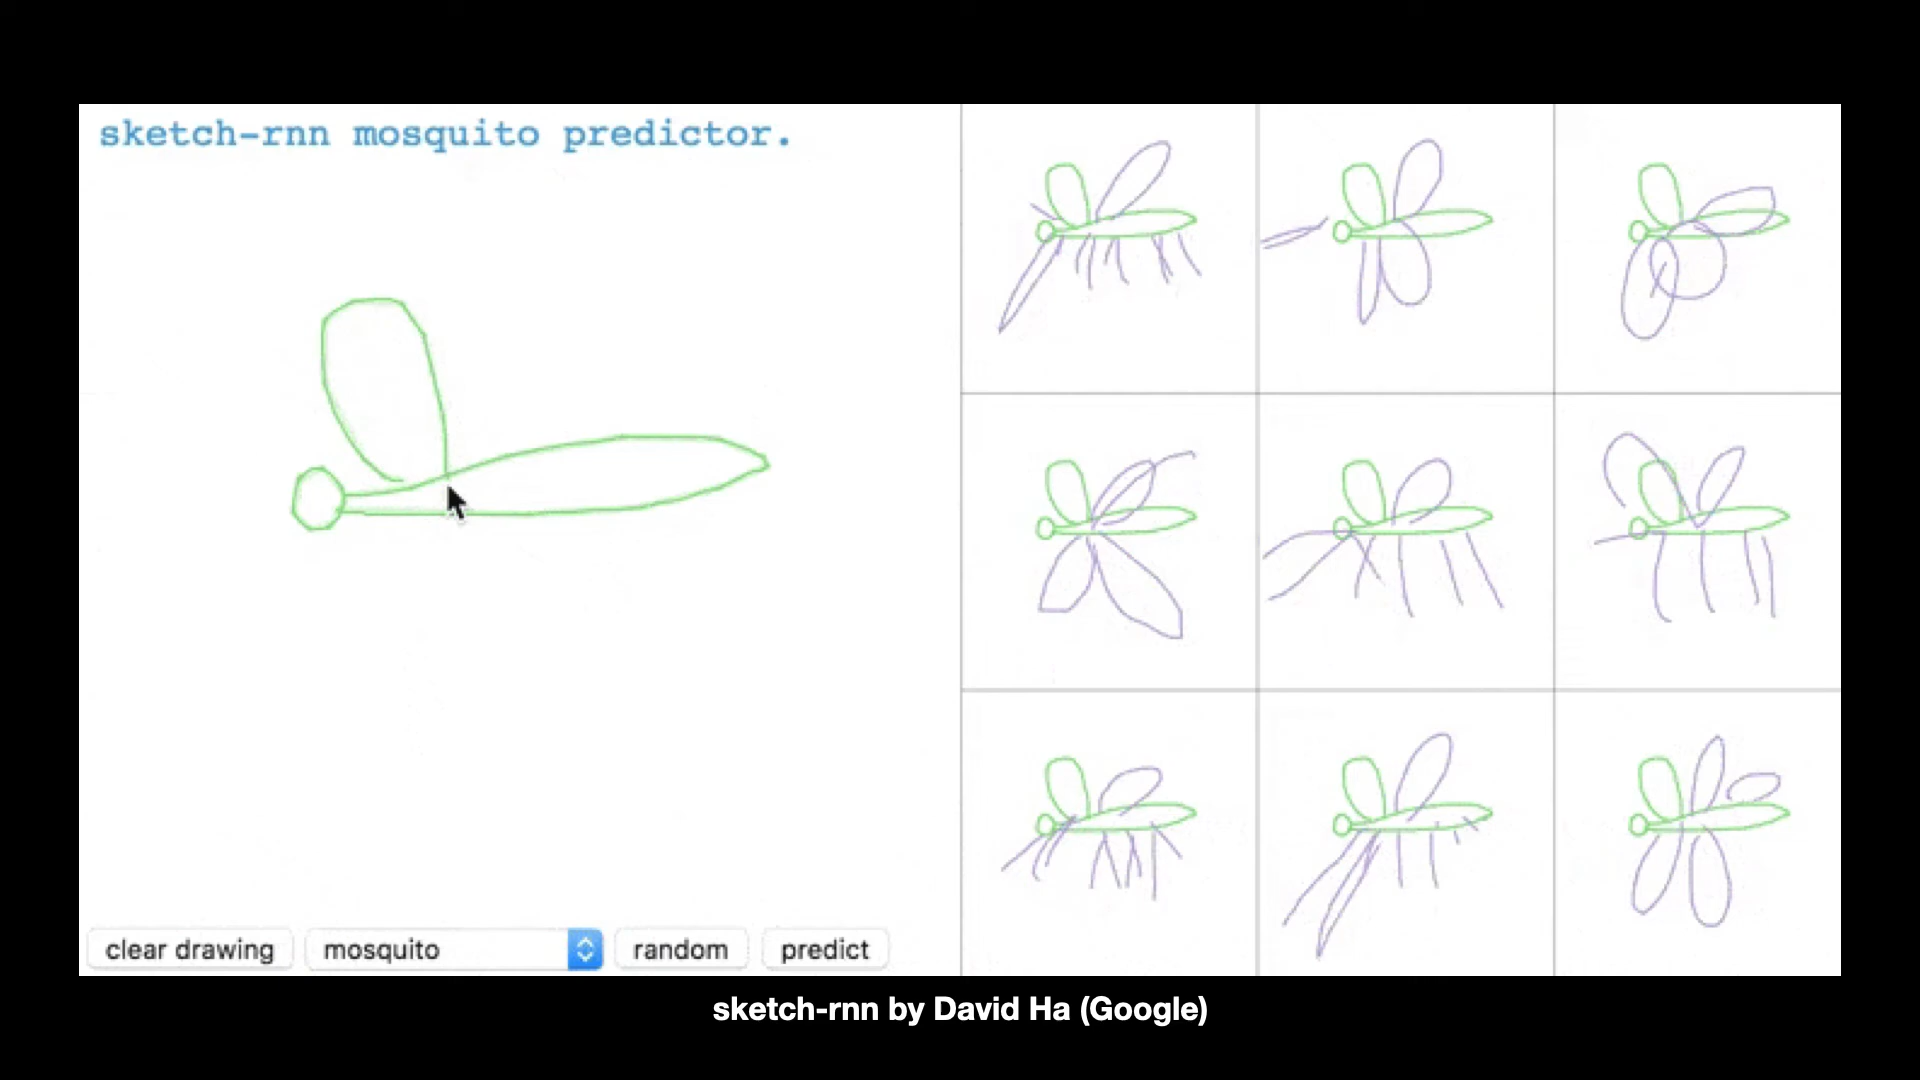 sketch-rnn mosquito predictor.
clear drawing
mosquito
random
predict
sketch-rnn by David Ha (Google)